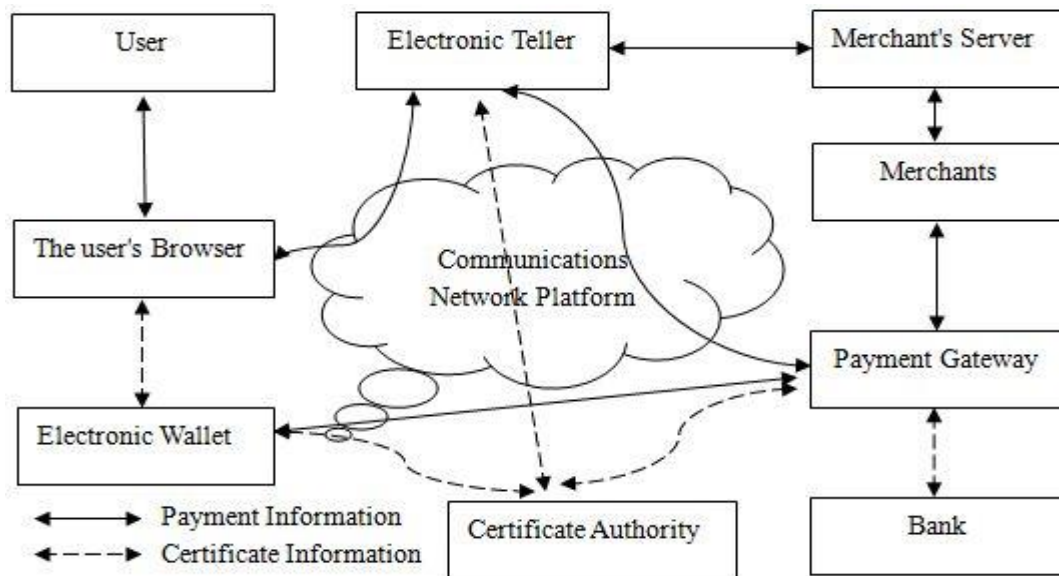 User
Electronic Teller
Merchant's Server
Merchants
The user's Browser
Communications
Network Platform
Payment Gateway
Electronic Wallet
Payment Information
Certificate Information
Certificate Authority
Bank